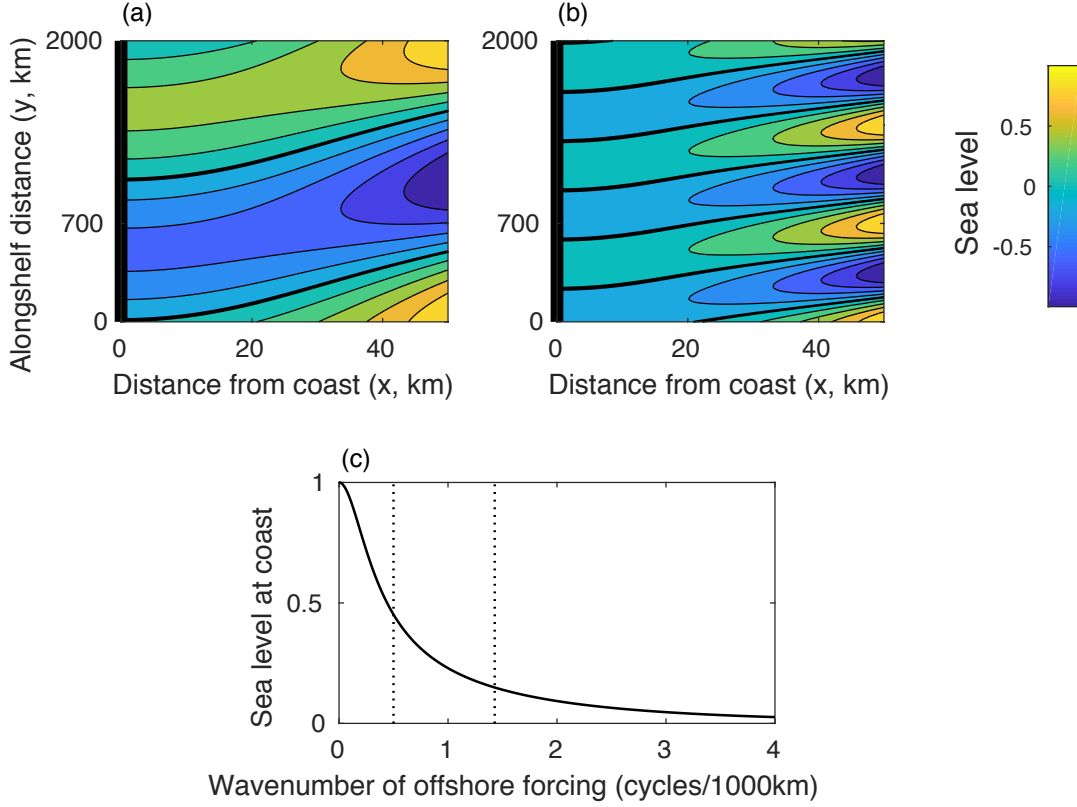 (a)
(b)
Alongshelf distance (y, km)
2000
700
0
0
20
40
Distance from coast (x, km)
2000
700
0
0
20
40
Distance from coast (x, km)
Sea level
0.5
0
-0.5
(c)
Sea level at coast
1
0.5
0
0
1
2
3
4
Wavenumber of offshore forcing (cycles/1000km)